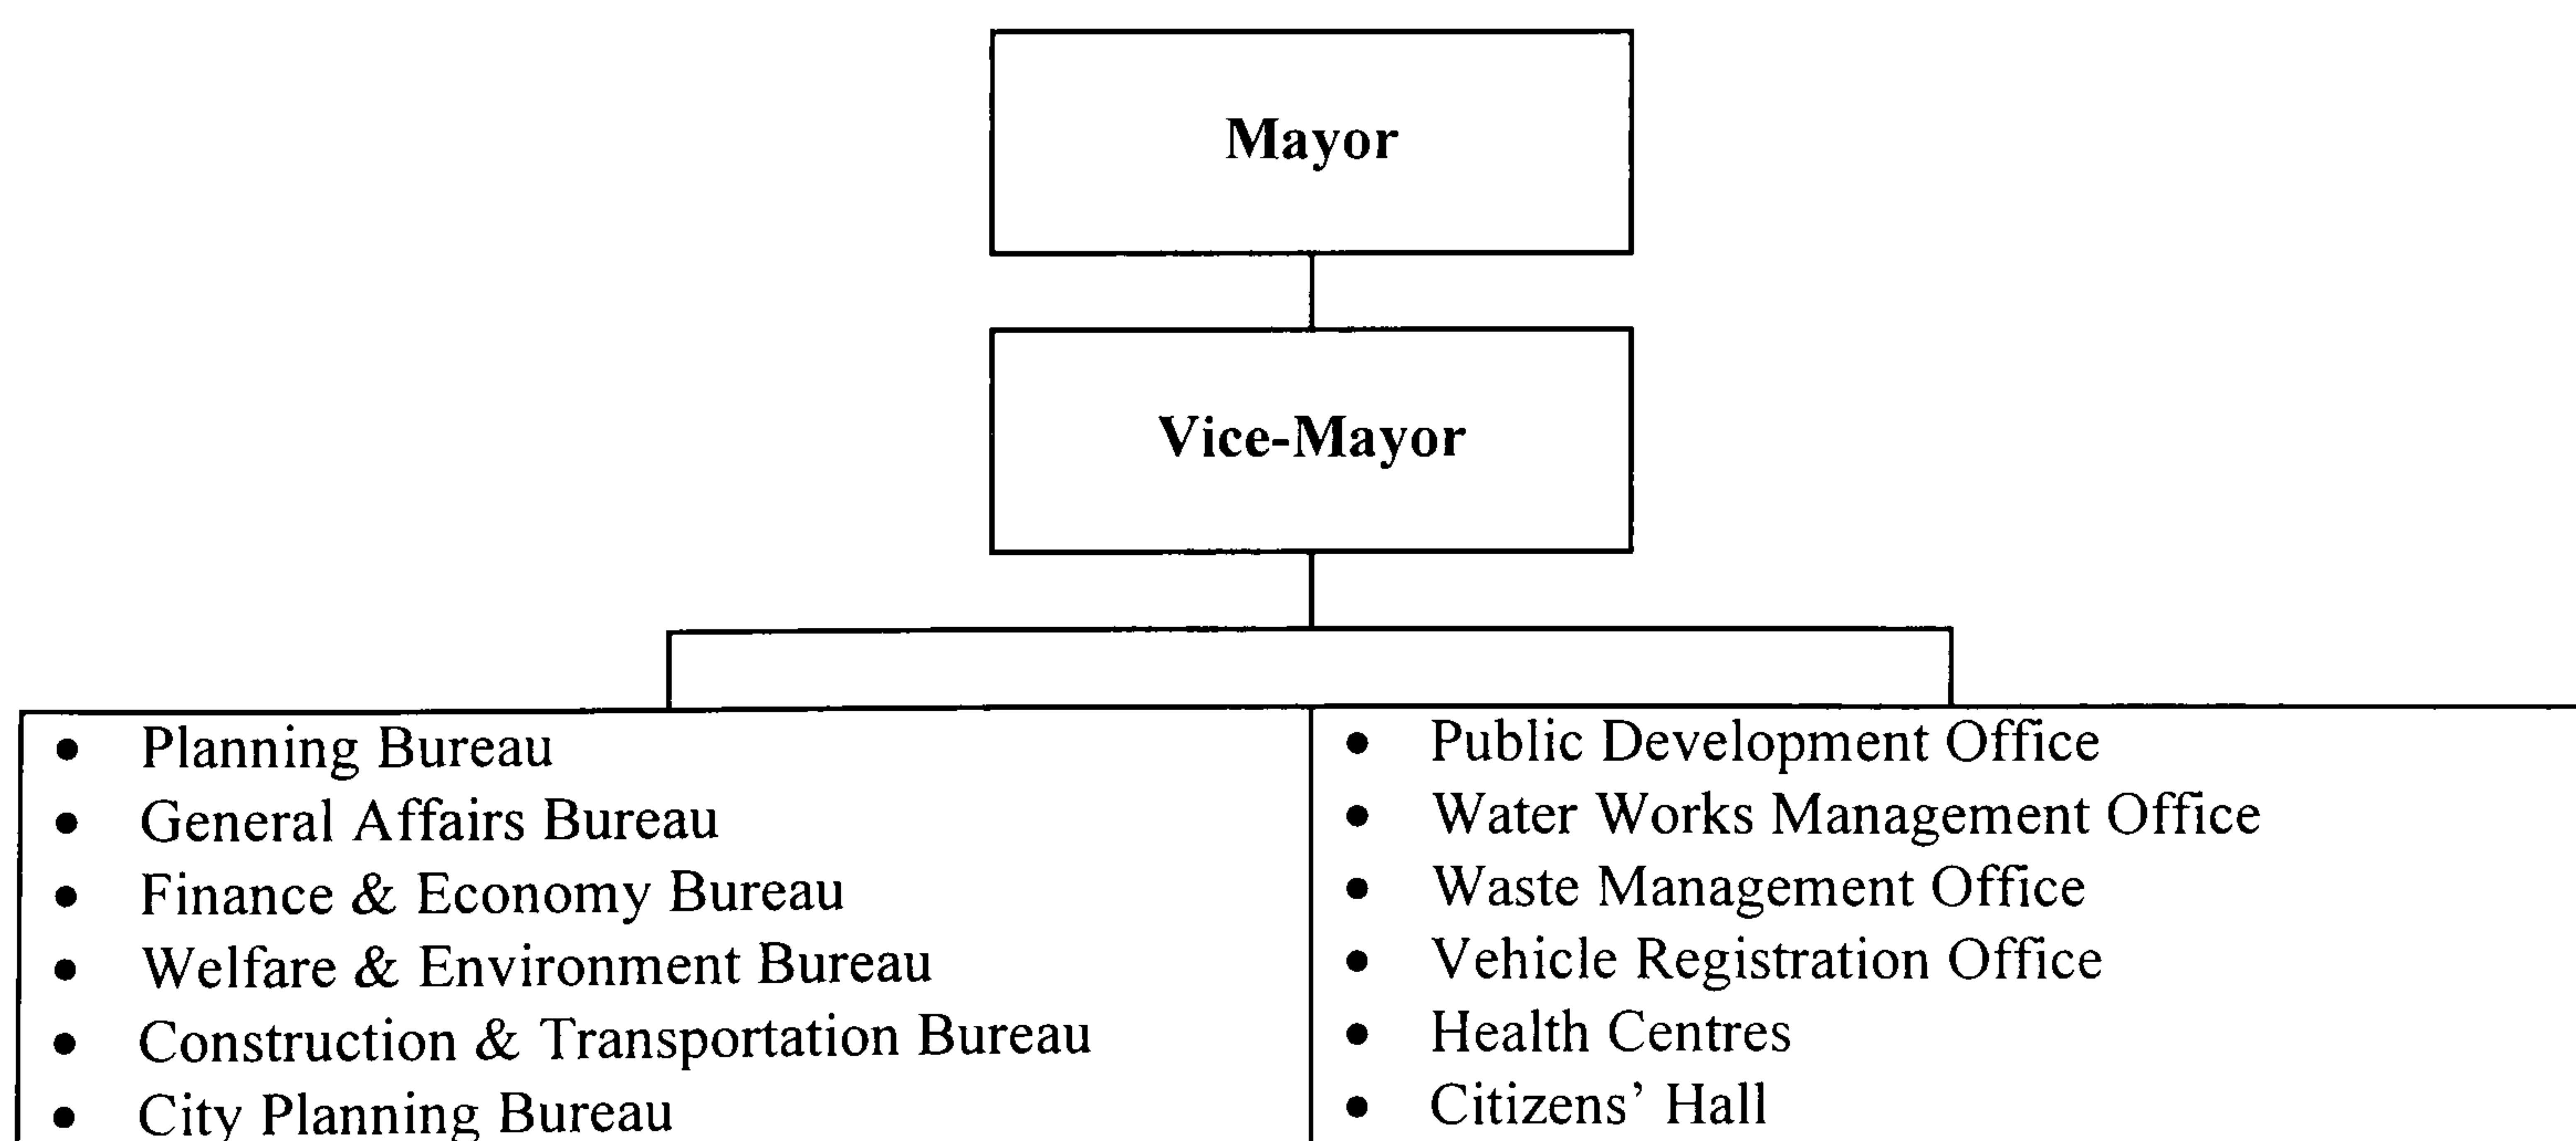 Mayor
Vice-Mayor
• Planning Bureau
• General Affairs Bureau
• Finance & Economy Bureau
• Welfare & Environment Bureau
• Construction & Transportation Bureau
• City Planning Bureau
• Public Development Office
• Water Works Management Office
• Waste Management Office
• Vehicle Registration Office
• Health Centres
• Citizens’ Hall